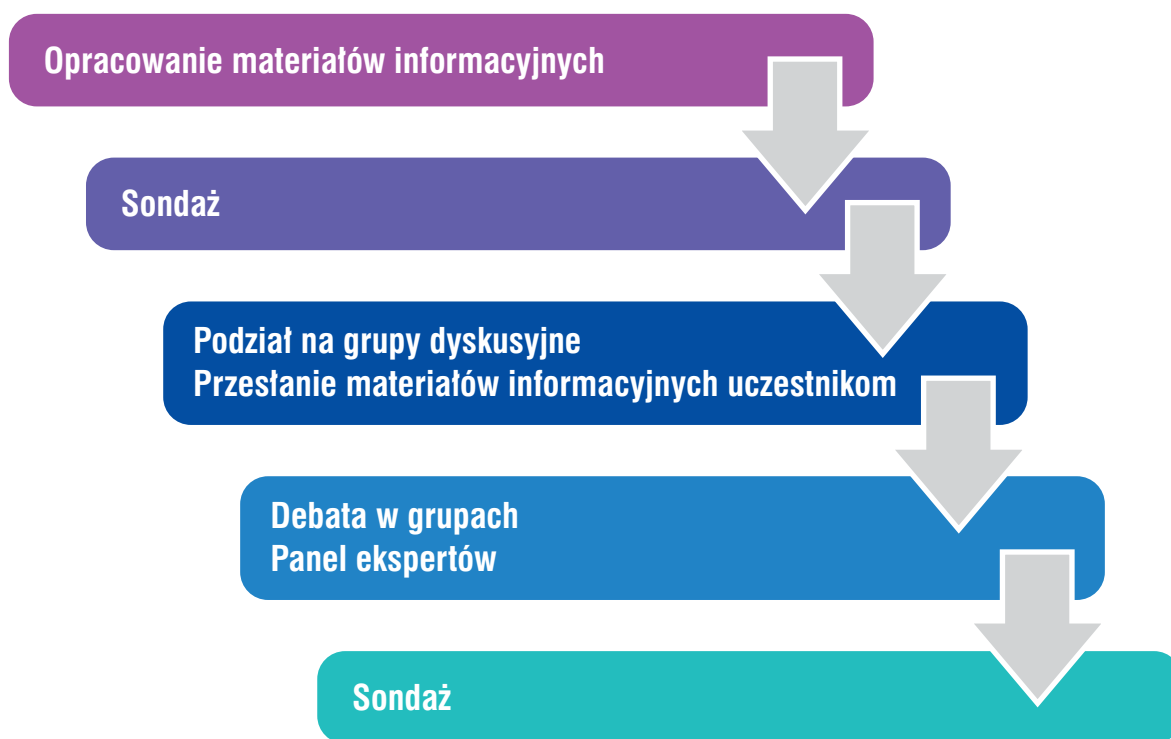 Opracowanie materiałów informacyjnych
Sondaż
Podział na grupy dyskusyjne
Przesłanie materiałów informacyjnych uczestnikom
Debata w grupach
Panel ekspertów
Sondaż